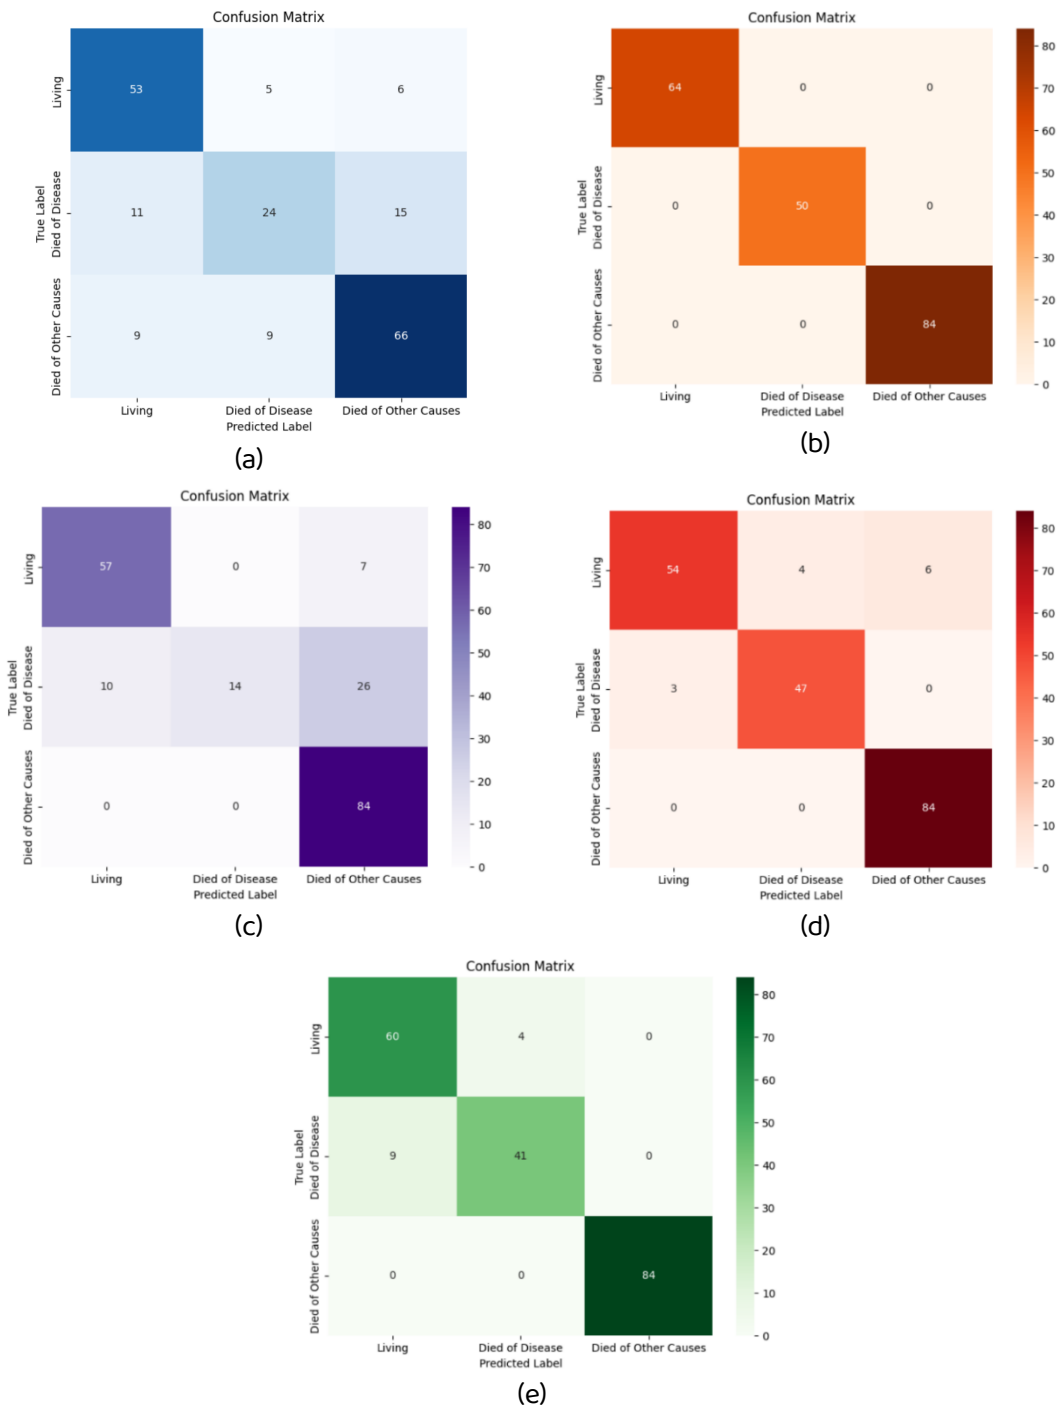 Confusion Matrix
Living
53 5 6
True Label
Died of Disease
11 24 15
Died of Other Causes
9 9 66
Living Died of Disease Died of Other Causes
Predicted Label
(a)
Confusion Matrix
80
70
60
50
40
30
20
10
0
Living
64 0 0
True Label
Died of Disease
0 50 0
Died of Other Causes
0 0 84
Living Died of Disease Died of Other Causes
Predicted Label
(b)
Confusion Matrix
80
70
60
50
40
30
20
10
0
Living
57 0 7
True Label
Died of Disease
10 14 26
Died of Other Causes
0 0 84
Living Died of Disease Died of Other Causes
Predicted Label
(c)
Confusion Matrix
80
70
60
50
40
30
20
10
0
Living
54 4 6
True Label
Died of Disease
3 47 0
Died of Other Causes
0 0 84
Living Died of Disease Died of Other Causes
Predicted Label
(d)
Confusion Matrix
80
70
60
50
40
30
20
10
0
Living
60 4 0
True Label
Died of Disease
9 41 0
Died of Other Causes
0 0 84
Living Died of Disease Died of Other Causes
Predicted Label
(e)